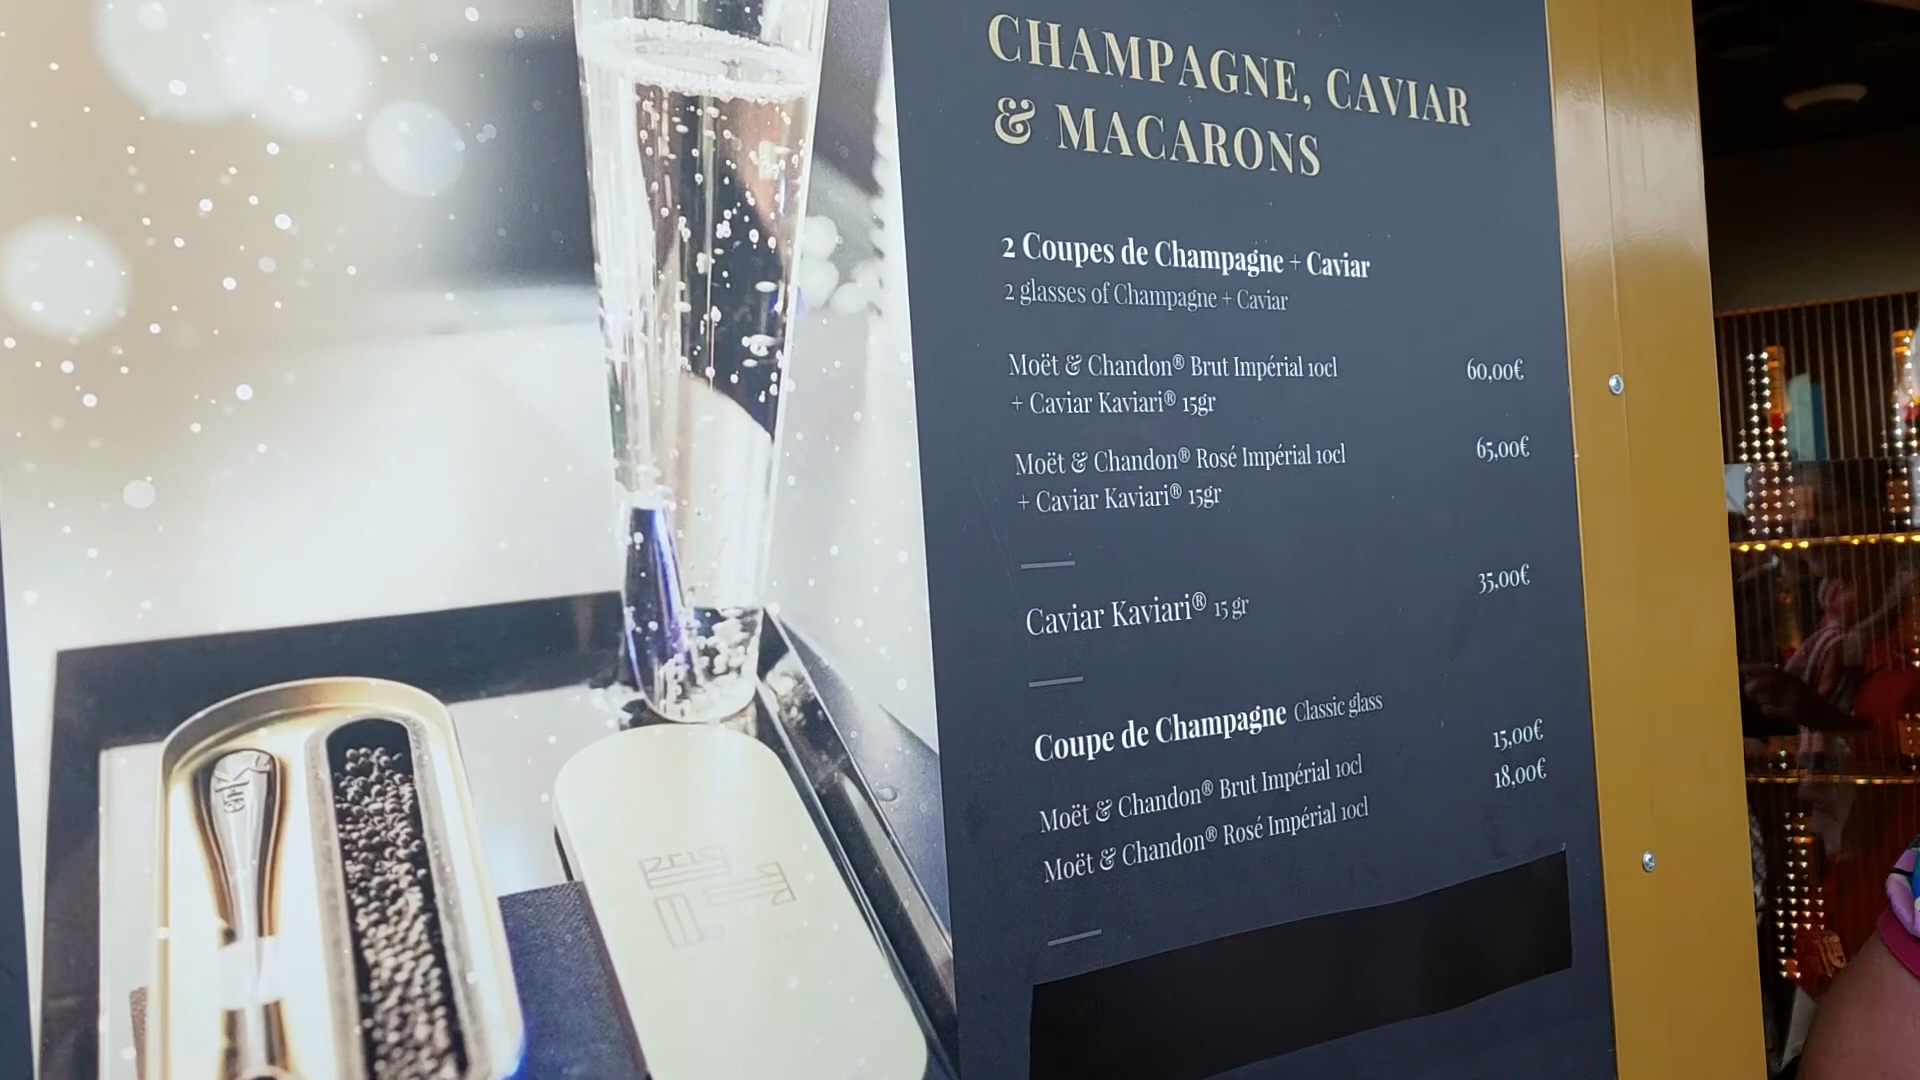 CHAMPAGNE, CAVIAR
& MACARONS
2 Coupes de Champagne + Caviar
2 glasses of Champagne + Caviar
Moët & Chandon® Brut Impérial 10cl 60,00€
+ Caviar Kaviari® 15gr
Moët & Chandon® Rosé Impérial 10cl 65,00€
+ Caviar Kaviari® 15gr
Caviar Kaviari® 15 gr 35,00€
Coupe de Champagne Classic glass
Moët & Chandon® Brut Impérial 10cl 15,00€
Moët & Chandon® Rosé Impérial 10cl 18,00€